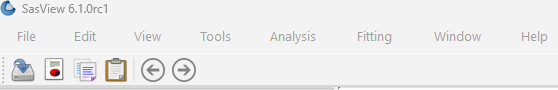 SasView 6.1.0rc1
File Edit View Tools Analysis Fitting Window Help